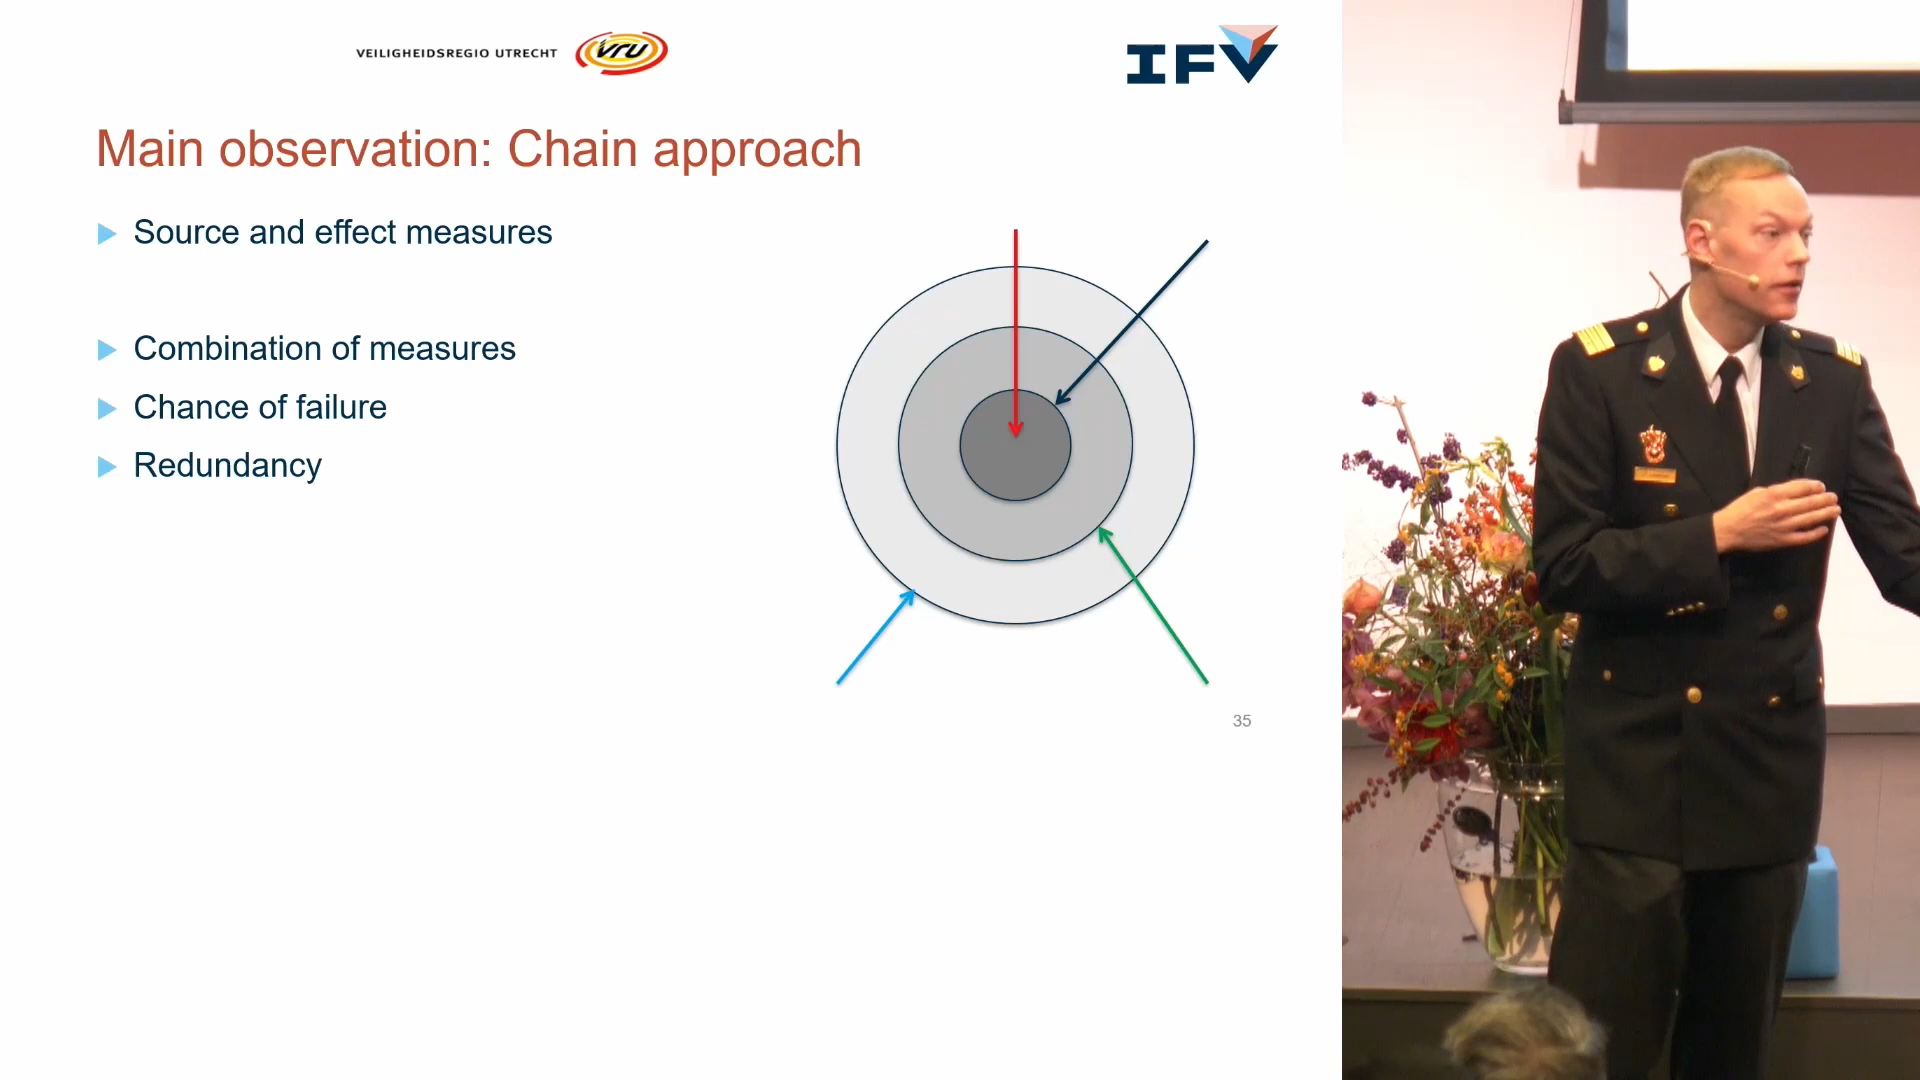 VEILIGHEIDSREGIO UTRECHT
vru
IFV
Main observation: Chain approach
Source and effect measures
Combination of measures
Chance of failure
Redundancy
35